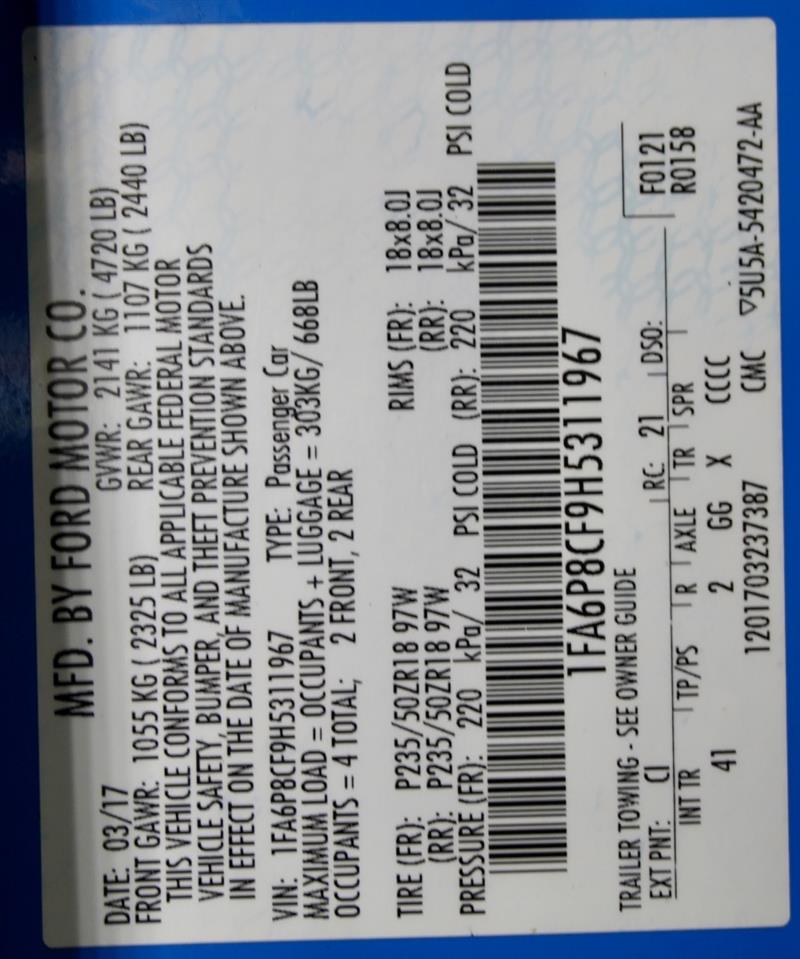 MFD. BY FORD MOTOR CO.
DATE: 03/17 GVWR: 2141 KG ( 4720 LB)
FRONT GAWR: 1055 KG ( 2325 LB) REAR GAWR: 1107 KG ( 2440 LB)
THIS VEHICLE CONFORMS TO ALL APPLICABLE FEDERAL MOTOR
VEHICLE SAFETY, BUMPER, AND THEFT PREVENTION STANDARDS
IN EFFECT ON THE DATE OF MANUFACTURE SHOWN ABOVE.
VIN: 1FA6P8CF9H5311967 TYPE: Passenger Car
MAXIMUM LOAD = OCCUPANTS + LUGGAGE = 303KG/ 668LB
OCCUPANTS = 4 TOTAL; 2 FRONT, 2 REAR
TIRE (FR): P235/50ZR18 97W RIMS (FR): 18x8.0J
(RR): P235/50ZR18 97W (RR): 18x8.0J
PRESSURE (FR): 220 kPa/ 32 PSI COLD (RR): 220 kPa/ 32 PSI COLD
1FA6P8CF9H5311967
TRAILER TOWING - SEE OWNER GUIDE
EXT PNT: CI RC: 21 DSO: F0121
INT TR TP/PS R AXLE TR SPR R0158
41 2 GG X CCCC
1201703237387 CMC ▽5U5A-5420472-AA